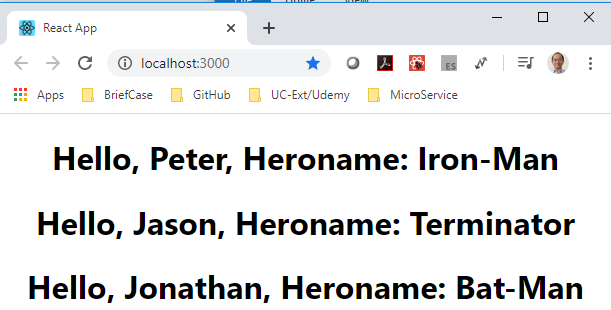 React App
localhost:3000
ES
Apps BriefCase GitHub UC-Ext/Udemy MicroService
Hello, Peter, Heroname: Iron-Man
Hello, Jason, Heroname: Terminator
Hello, Jonathan, Heroname: Bat-Man